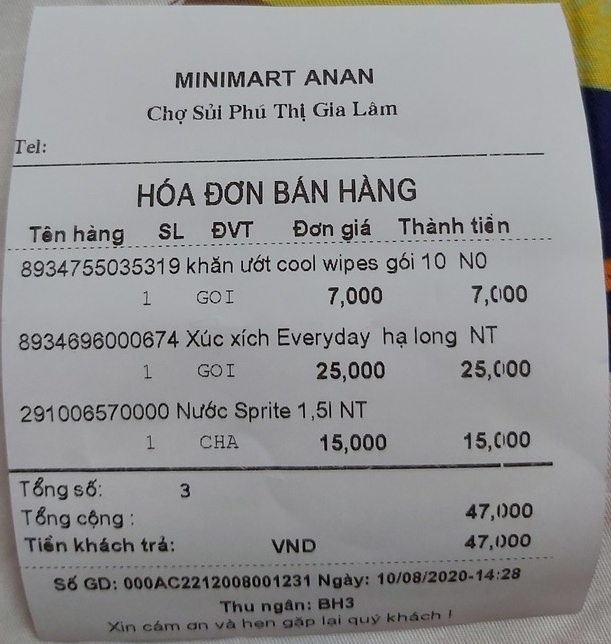 MINIMART ANAN
Chợ Sủi Phú Thị Gia Lâm
Tel:
HÓA ĐƠN BÁN HÀNG
Tên hàng SL ĐVT Đơn giá Thành tiền
8934755035319 khăn ướt cool wipes gói 10 N0
1 GOI 7,000 7,000
8934696000674 Xúc xích Everyday hạ long NT
1 GOI 25,000 25,000
291006570000 Nước Sprite 1,5l NT
1 CHA 15,000 15,000
Tổng số: 3
Tổng cộng : 47,000
Tiền khách trả: VND 47,000
Số GD: 000AC2212008001231 Ngày: 10/08/2020-14:28
Thu ngân: BH3
Xin cám ơn và hẹn gặp lại quý khách !